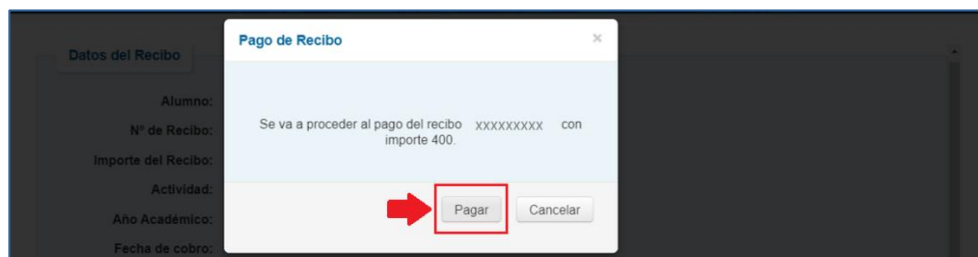 Pago de Recibo ×
Datos del Recibo
Se va a proceder al pago del recibo xxxxxxxxx con
importe 400.
Alumno:
Nº de Recibo:
Importe del Recibo:
Actividad:
Año Académico:
Fecha de cobro:
Pagar Cancelar